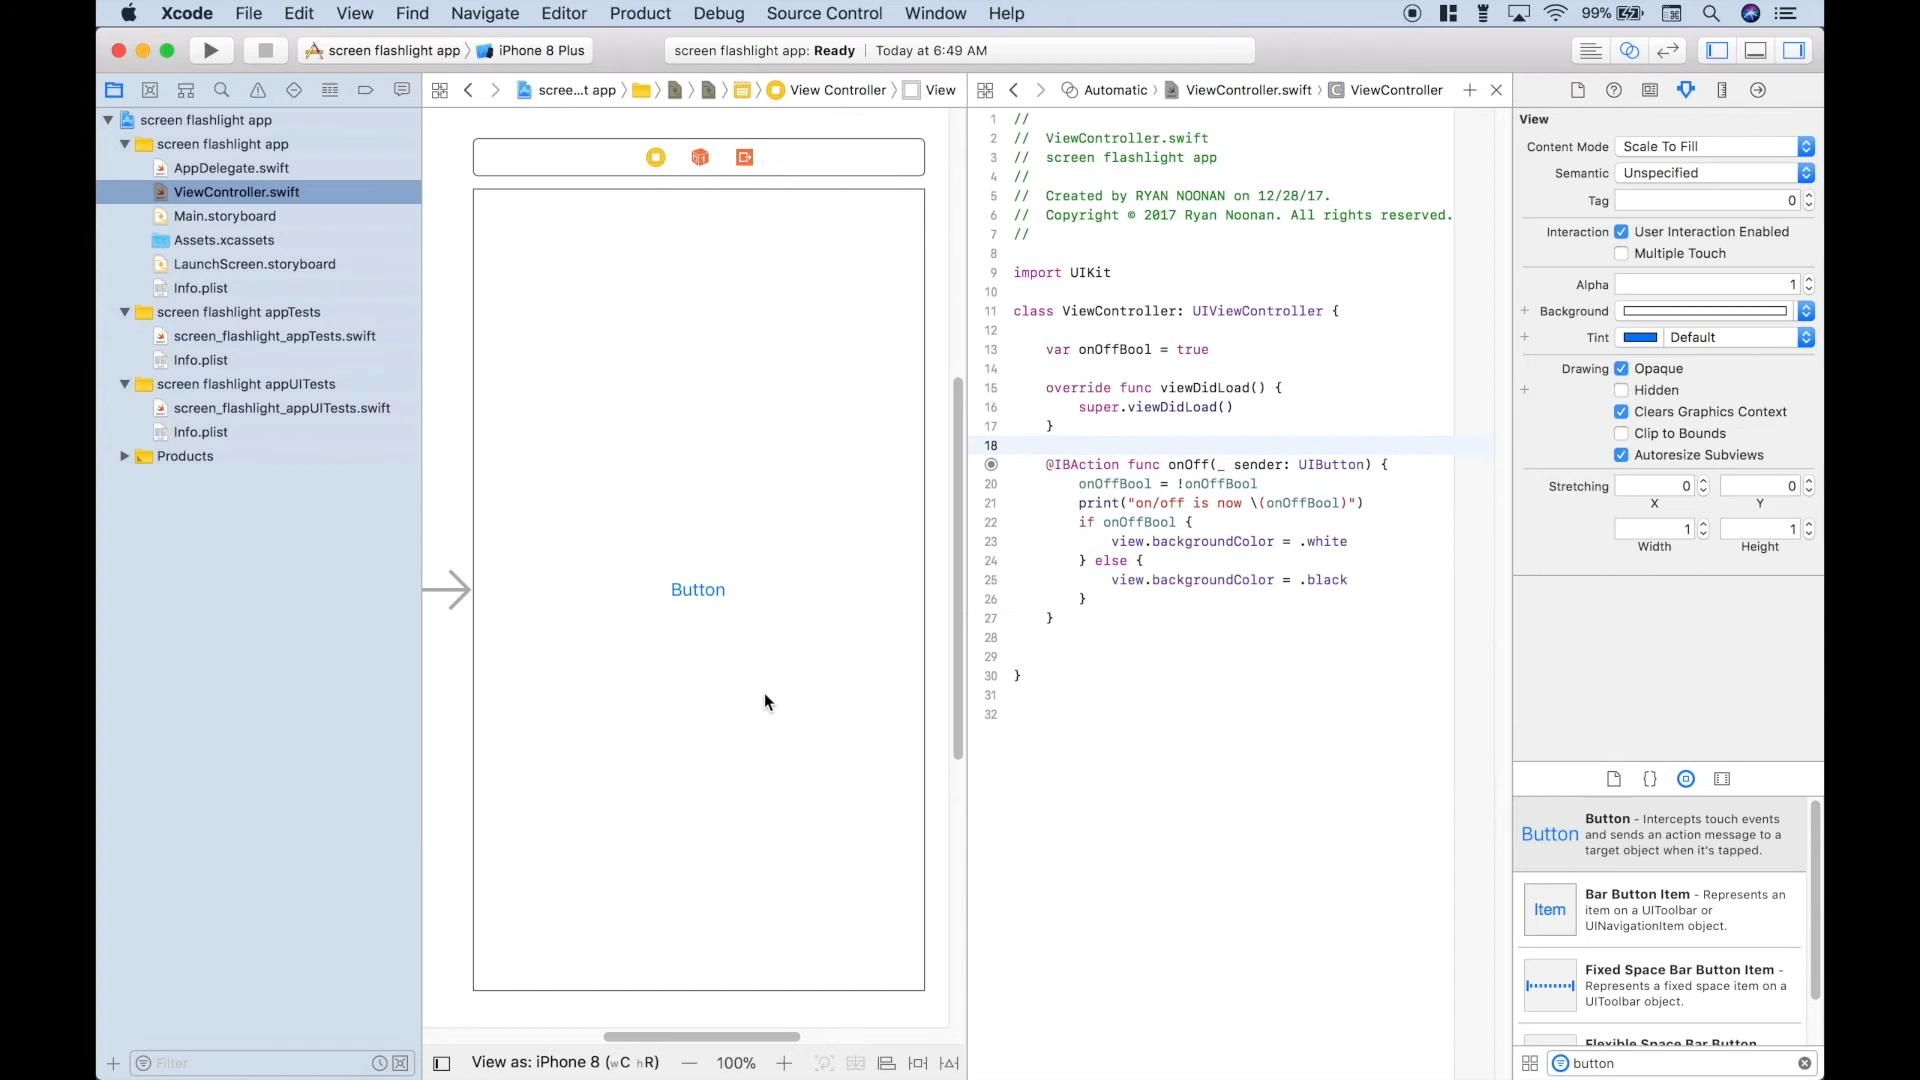 Xcode File Edit View Find Navigate Editor Product Debug Source Control Window Help 99%
screen flashlight app iPhone 8 Plus screen flashlight app: Ready Today at 6:49 AM
scree...t app View Controller View Automatic ViewController.swift C ViewController
screen flashlight app
screen flashlight app
AppDelegate.swift
ViewController.swift
Main.storyboard
Assets.xcassets
LaunchScreen.storyboard
Info.plist
screen flashlight appTests
screen_flashlight_appTests.swift
Info.plist
screen flashlight appUITests
screen_flashlight_appUITests.swift
Info.plist
Products
Filter
Button
View as: iPhone 8 (wC hR) — 100% +
1 //
2 // ViewController.swift
3 // screen flashlight app
4 //
5 // Created by RYAN NOONAN on 12/28/17.
6 // Copyright © 2017 Ryan Noonan. All rights reserved.
7 //
8
9 import UIKit
10
11 class ViewController: UIViewController {
12
13 var onOffBool = true
14
15 override func viewDidLoad() {
16 super.viewDidLoad()
17 }
18
@IBAction func onOff(_ sender: UIButton) {
20 onOffBool = !onOffBool
21 print("on/off is now \(onOffBool)")
22 if onOffBool {
23 view.backgroundColor = .white
24 } else {
25 view.backgroundColor = .black
26 }
27 }
28
29
30 }
31
32
View
Content Mode Scale To Fill
Semantic Unspecified
Tag 0
Interaction User Interaction Enabled
Multiple Touch
Alpha 1
+ Background
+ Tint Default
Drawing Opaque
+ Hidden
Clears Graphics Context
Clip to Bounds
Autoresize Subviews
Stretching 0 0
X Y
1 1
Width Height
{}
Button Button - Intercepts touch events
and sends an action message to a
target object when it's tapped.
Item Bar Button Item - Represents an
item on a UIToolbar or
UINavigationItem object.
Fixed Space Bar Button Item -
Represents a fixed space item on a
UIToolbar object.
Flexible Space Bar Button
button